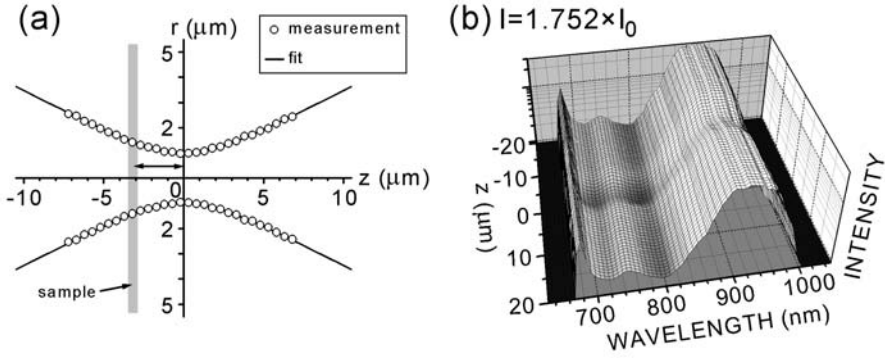 (a)
r (μm)
5
○ measurement
— fit
2
-10 -5 0 5 10
z (μm)
2
sample
5
(b) I=1.752×I₀
-20
-10
0
10
20
z (μm)
700 800 900 1000
WAVELENGTH (nm)
INTENSITY